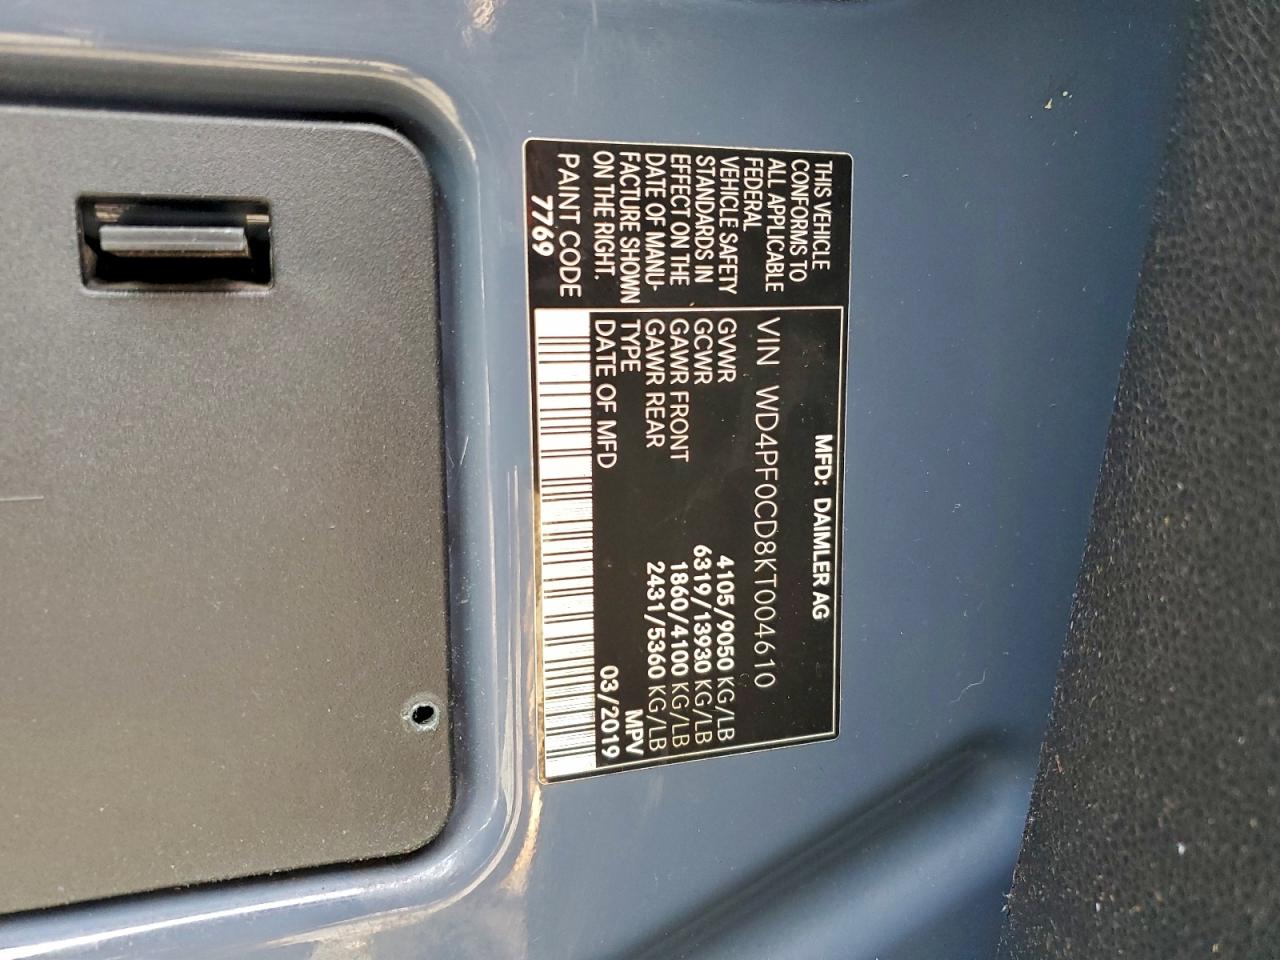 THIS VEHICLE
CONFORMS TO
ALL APPLICABLE
FEDERAL
VEHICLE SAFETY
STANDARDS IN
EFFECT ON THE
DATE OF MANU-
FACTURE SHOWN
ON THE RIGHT.
PAINT CODE
7769
MFD: DAIMLER AG
VIN WD4PF0CD8KT004610
GVWR 4105/9050 KG/LB
GCWR 6319/13930 KG/LB
GAWR FRONT 1860/4100 KG/LB
GAWR REAR 2431/5360 KG/LB
TYPE MPV
DATE OF MFD 03/2019